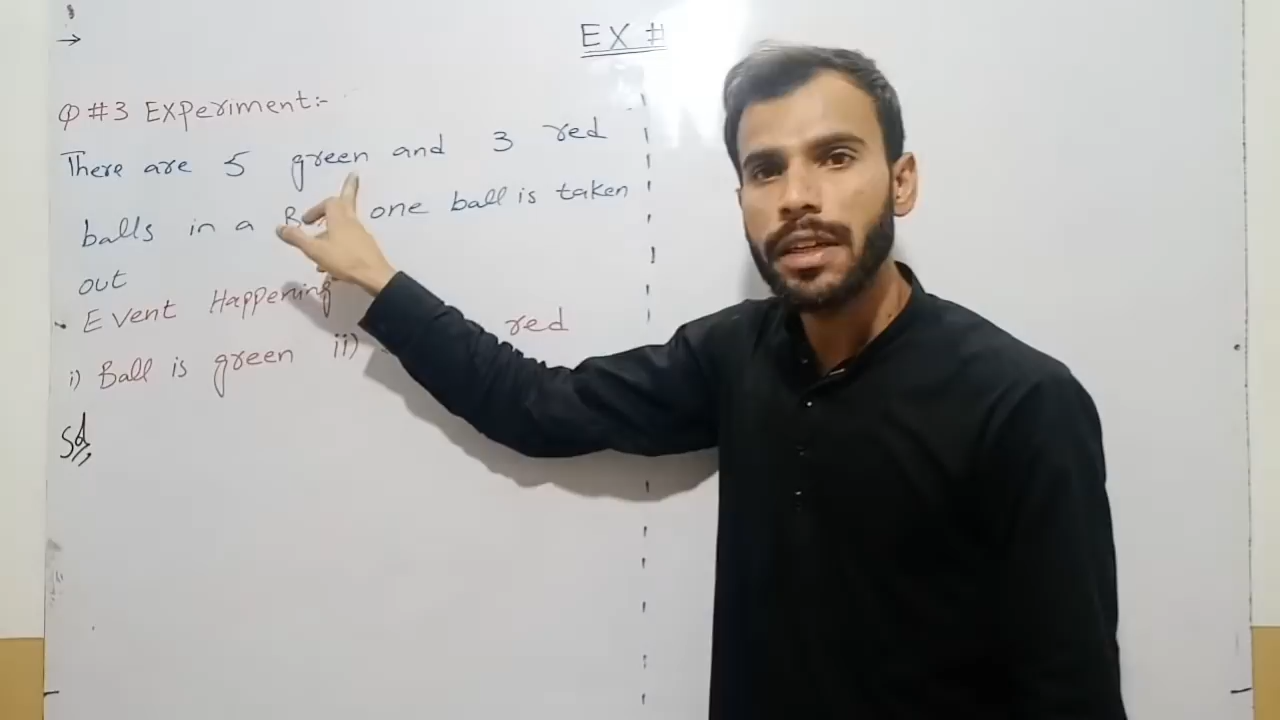 →
EX #
Q #3 Experiment:-
There are 5 green and 3 red
balls in a one ball is taken
out
Event Happening
i) Ball is green ii) red
Sol